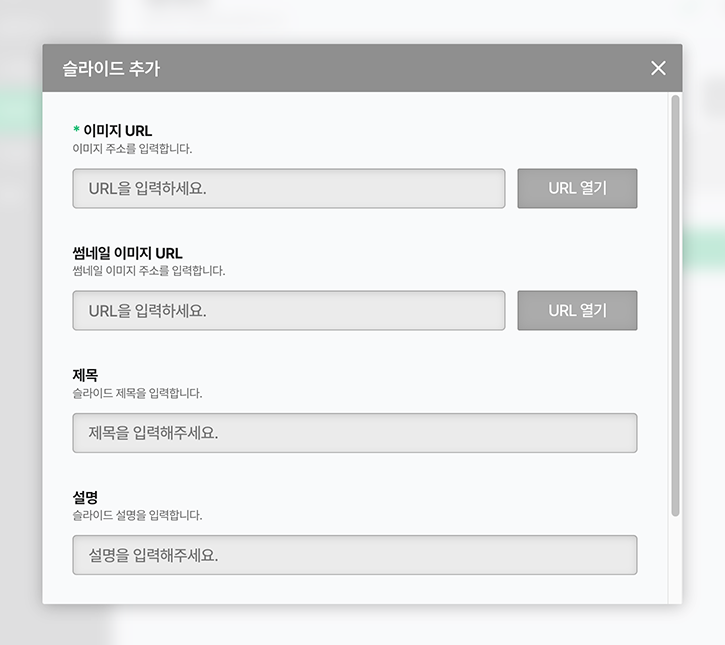 슬라이드 추가
* 이미지 URL
이미지 주소를 입력합니다.
URL을 입력하세요.
URL 열기
썸네일 이미지 URL
썸네일 이미지 주소를 입력합니다.
URL을 입력하세요.
URL 열기
제목
슬라이드 제목을 입력합니다.
제목을 입력해주세요.
설명
슬라이드 설명을 입력합니다.
설명을 입력해주세요.